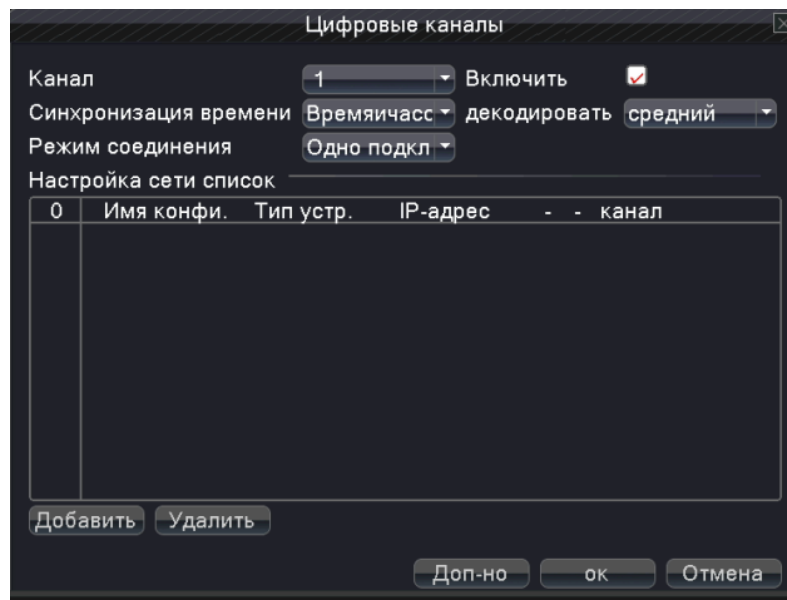 Цифровые каналы
Канал 1 Включить
Синхронизация времени Времяичасс декодировать средний
Режим соединения Одно подкл
Настройка сети список
0 Имя конфи. Тип устр. IP-адрес - - канал
Добавить Удалить
Доп-но ок Отмена